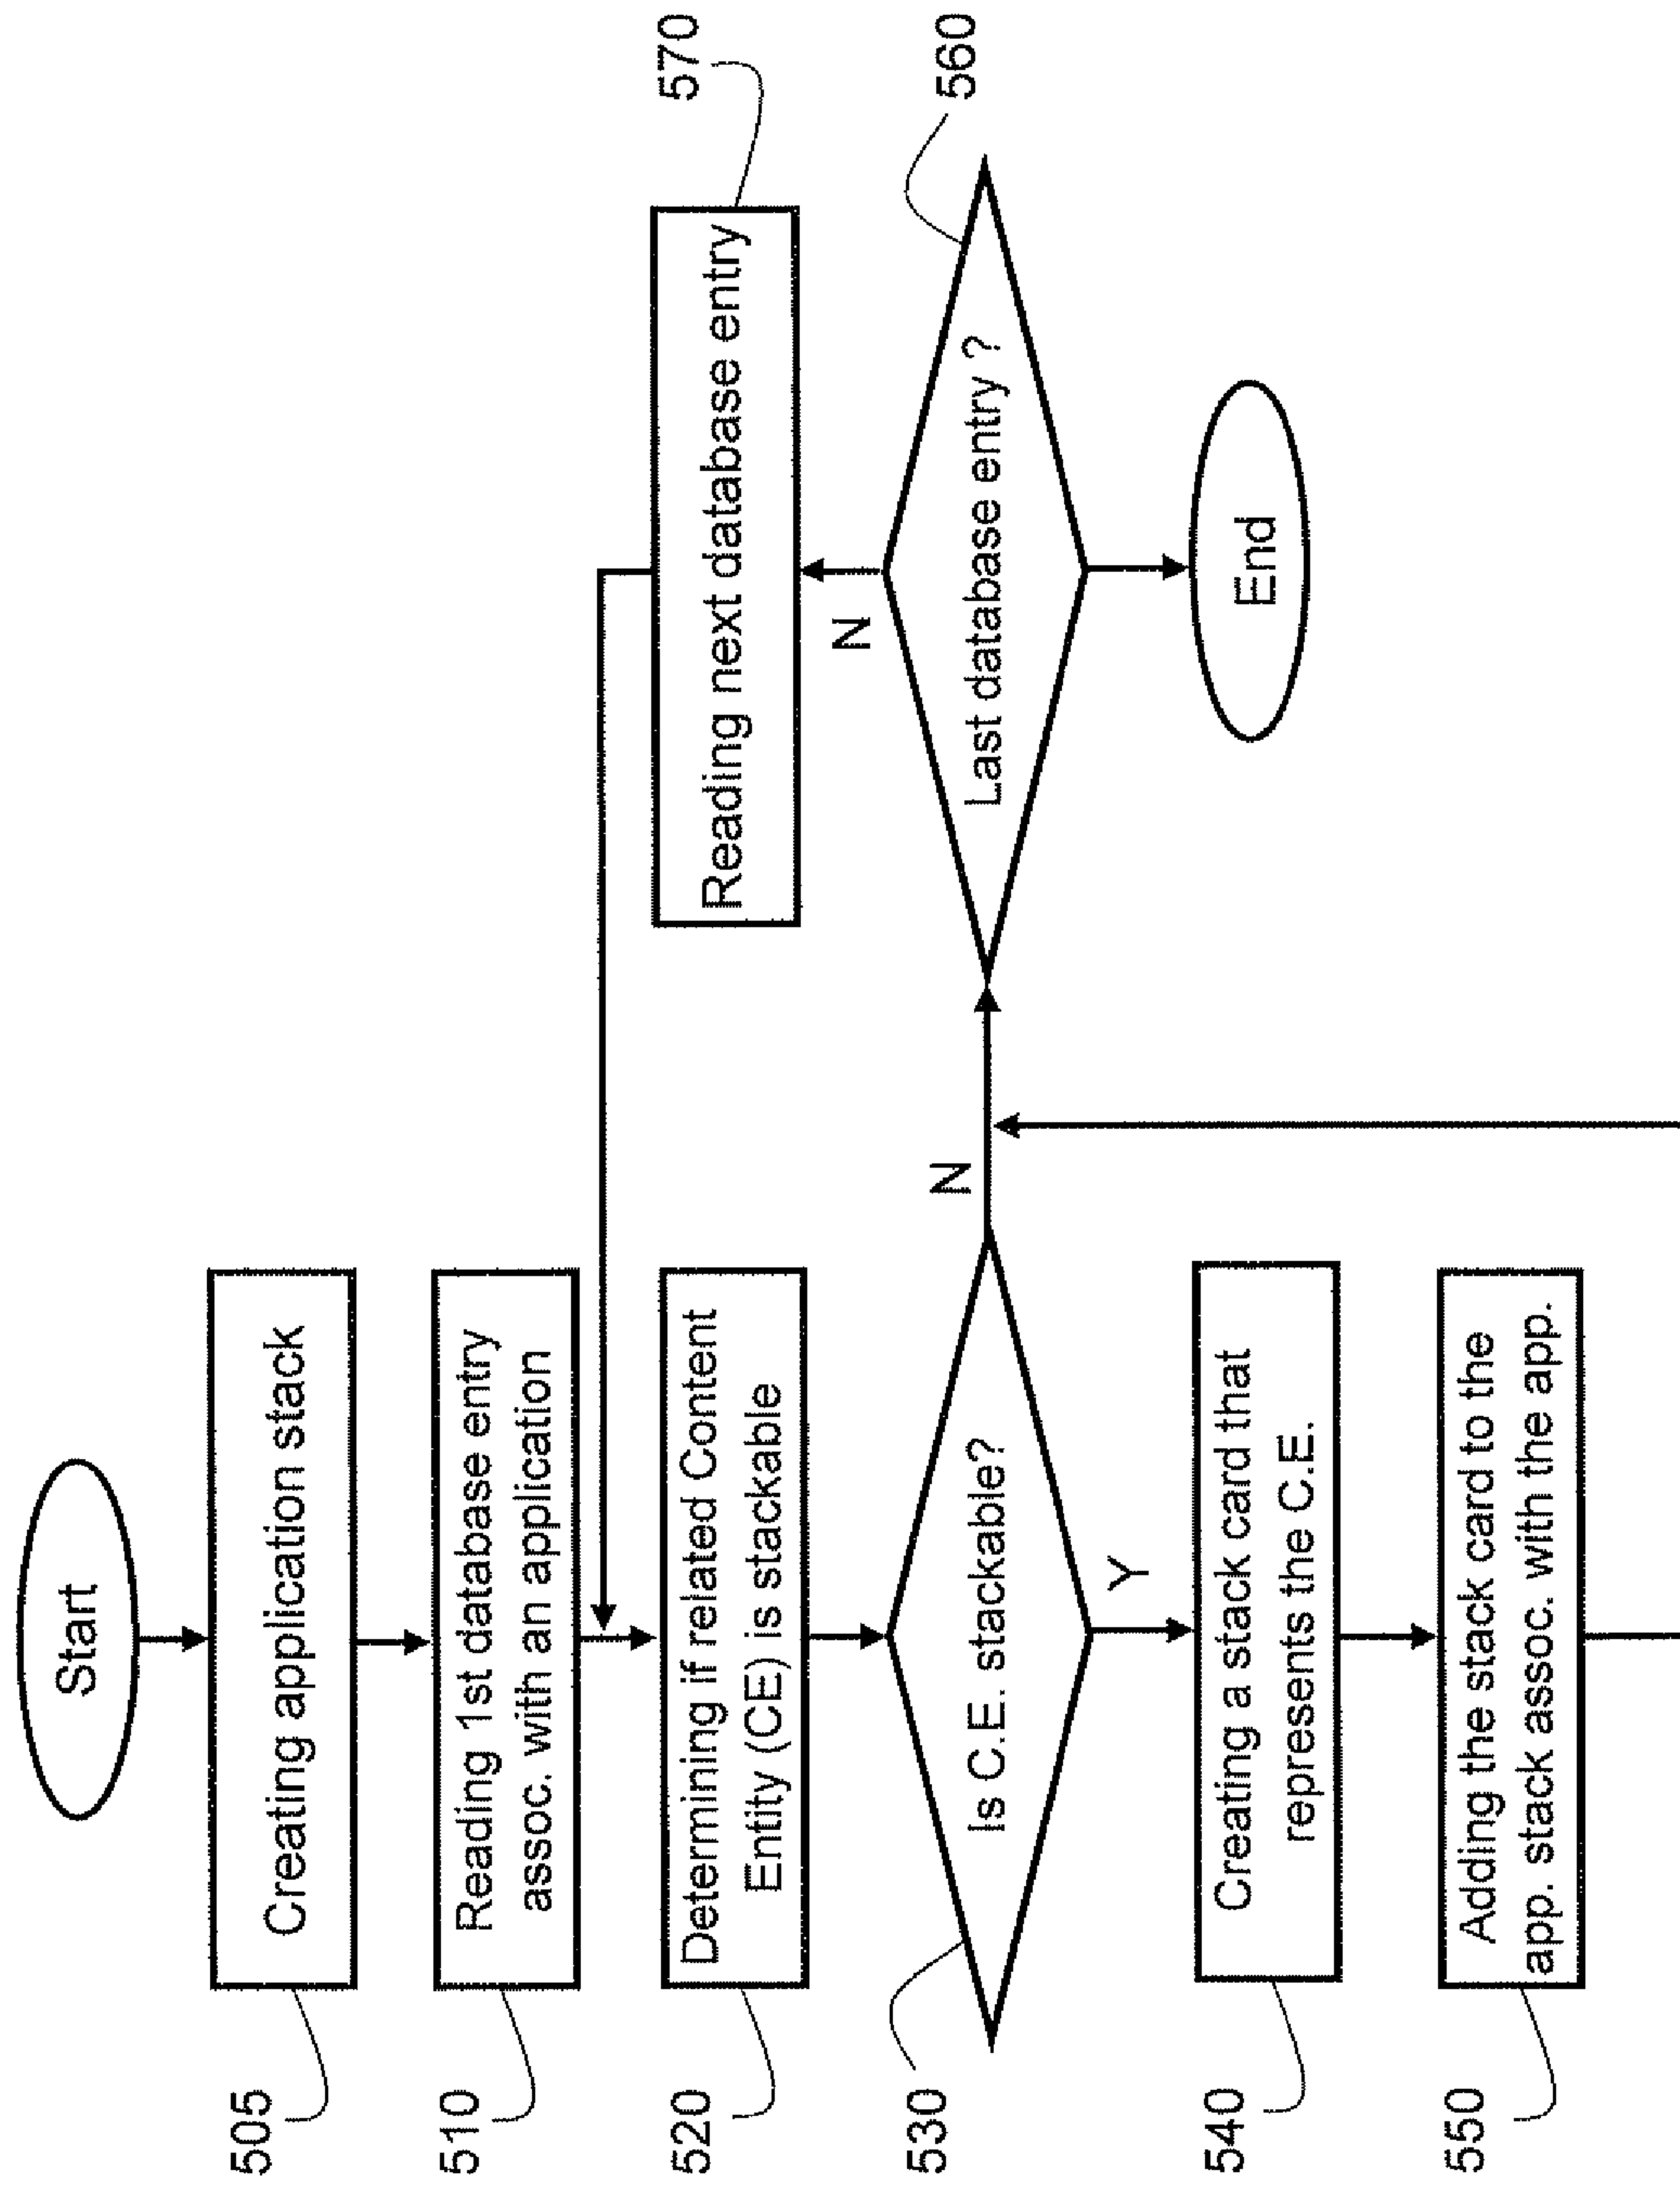 Start
Creating application stack
505
Reading 1st database entry
assoc. with an application
510
Determining if related Content
Entity (CE) is stackable
520
Is C.E. stackable?
530
N
Y
Creating a stack card that
represents the C.E.
540
Adding the stack card to the
app. stack assoc. with the app.
550
Reading next database entry
570
N
Last database entry ?
560
End